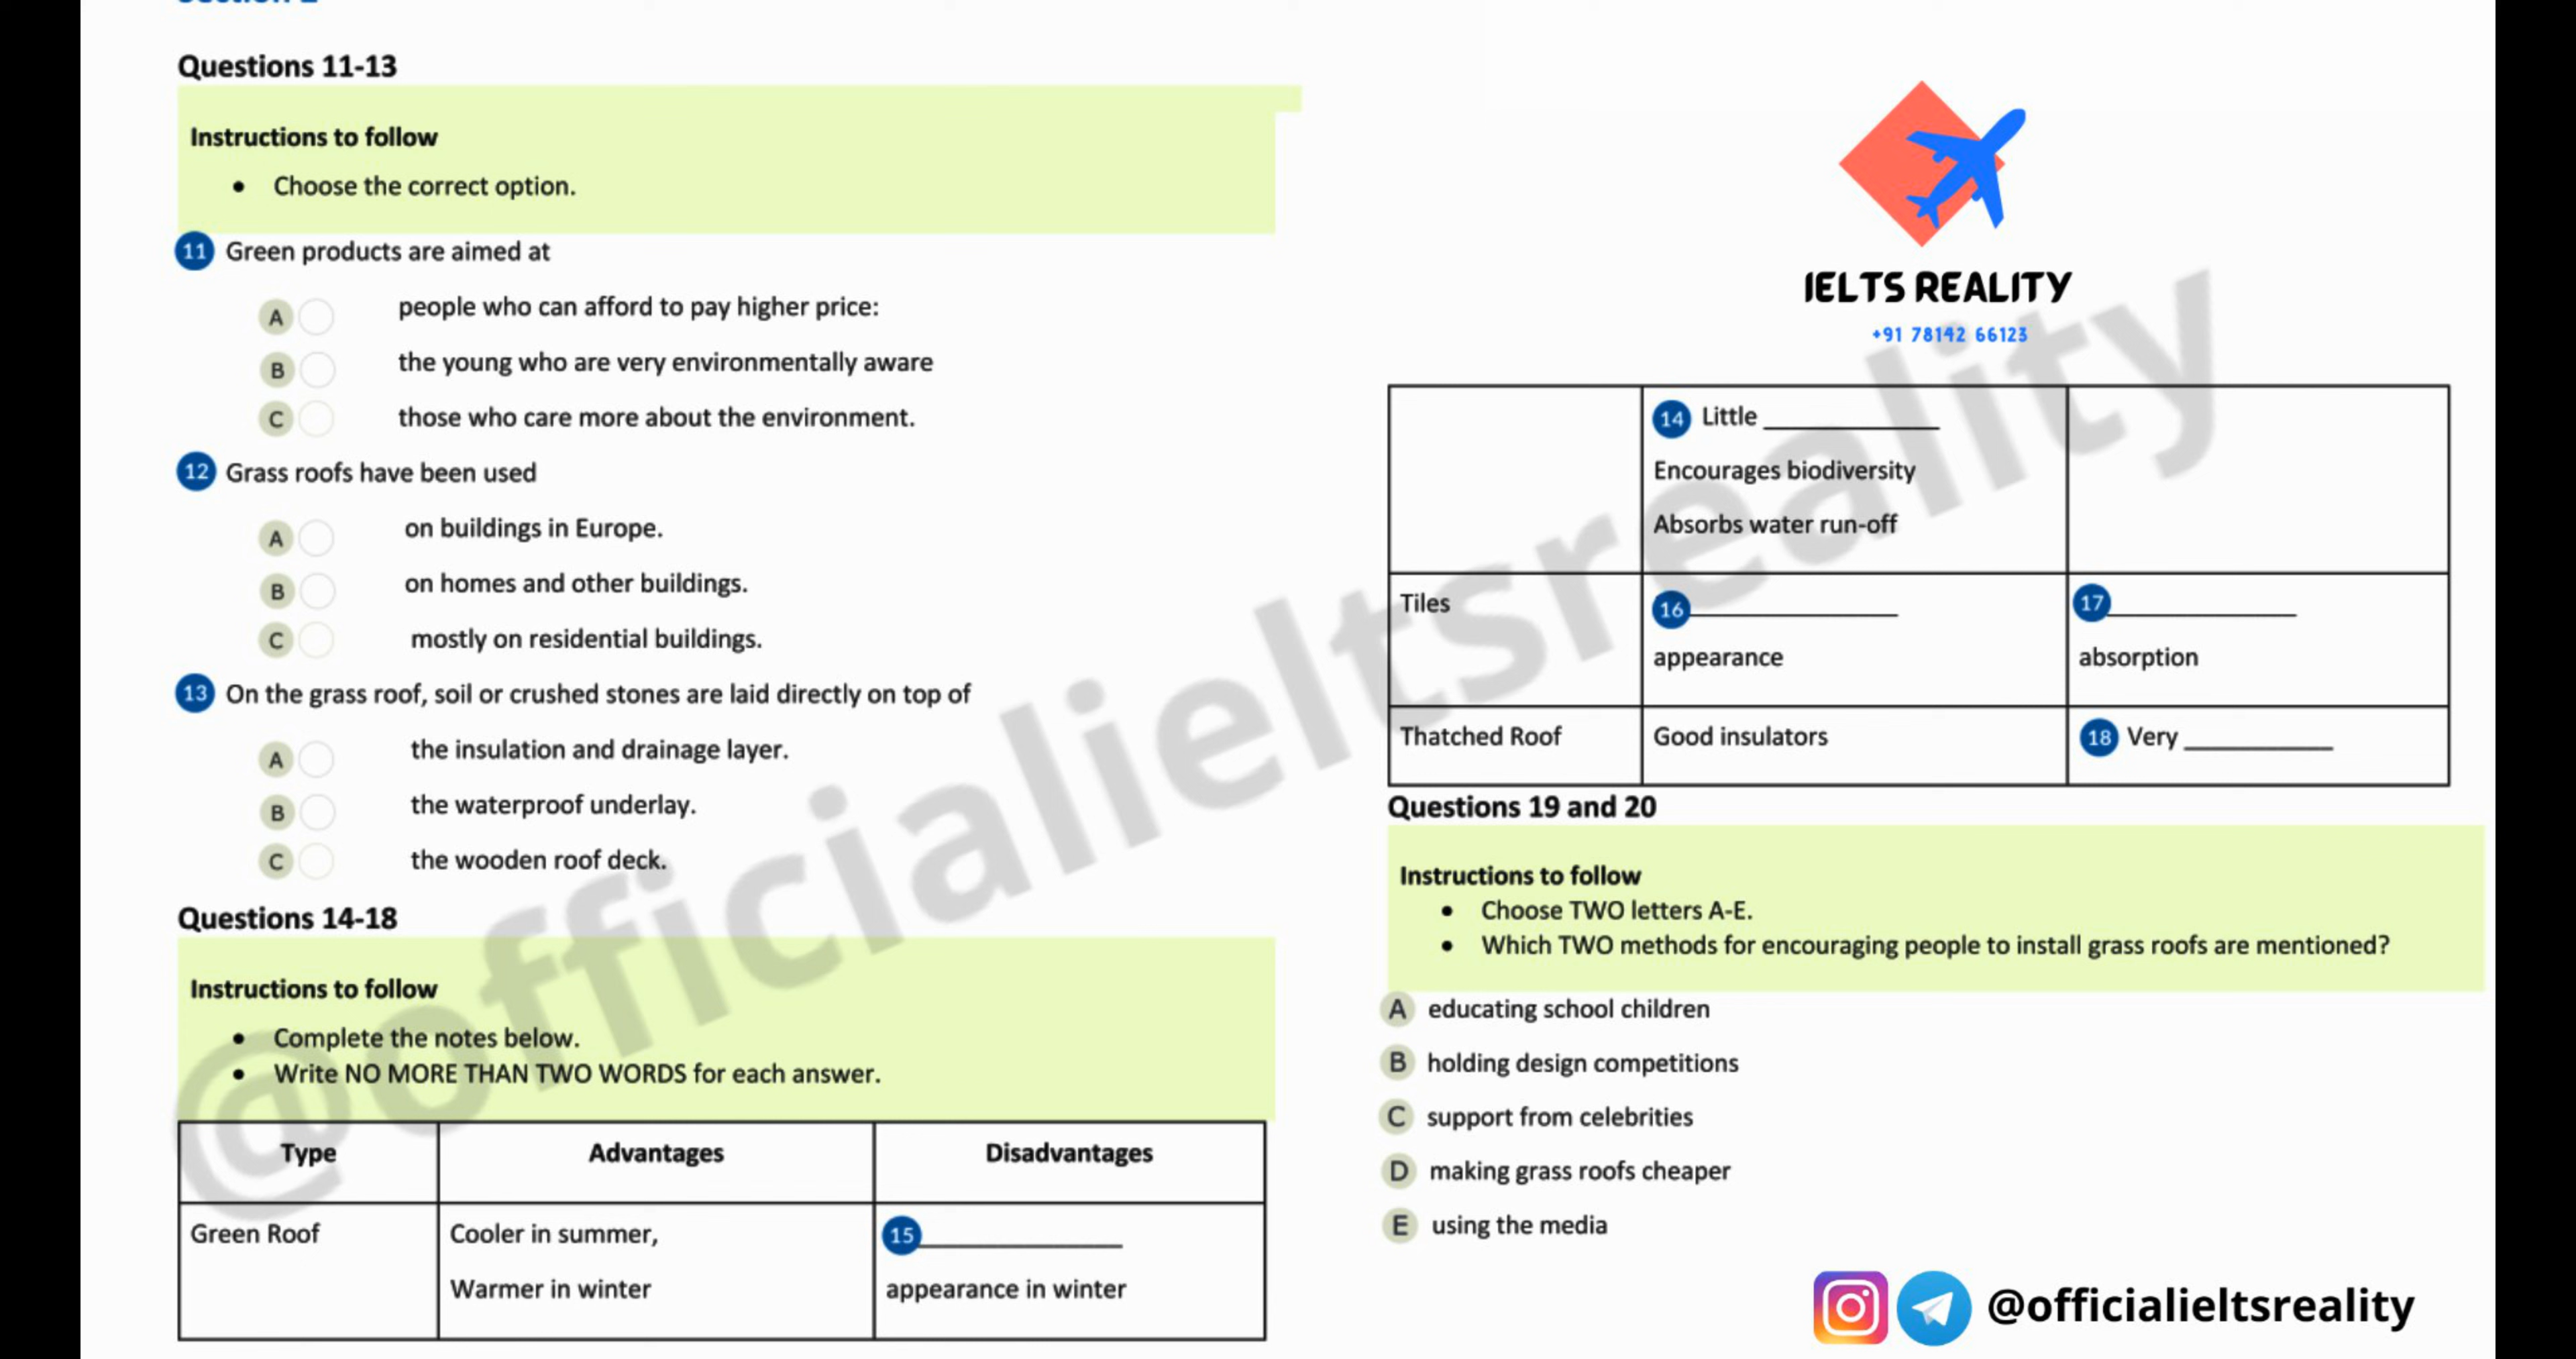 Questions 11-13
Instructions to follow
• Choose the correct option.
11 Green products are aimed at
A people who can afford to pay higher price:
B the young who are very environmentally aware
C those who care more about the environment.
12 Grass roofs have been used
A on buildings in Europe.
B on homes and other buildings.
C mostly on residential buildings.
13 On the grass roof, soil or crushed stones are laid directly on top of
A the insulation and drainage layer.
B the waterproof underlay.
C the wooden roof deck.
Questions 14-18
Instructions to follow
• Complete the notes below.
• Write NO MORE THAN TWO WORDS for each answer.
Type Advantages Disadvantages
Green Roof Cooler in summer, 15 ____________
Warmer in winter appearance in winter
IELTS REALITY
+91 78142 66123
14 Little ____________
Encourages biodiversity
Absorbs water run-off
Tiles 16 ____________ 17 ____________
appearance absorption
Thatched Roof Good insulators 18 Very ____________
Questions 19 and 20
Instructions to follow
• Choose TWO letters A-E.
• Which TWO methods for encouraging people to install grass roofs are mentioned?
A educating school children
B holding design competitions
C support from celebrities
D making grass roofs cheaper
E using the media
@officialieltsreality
@officialieltsreality